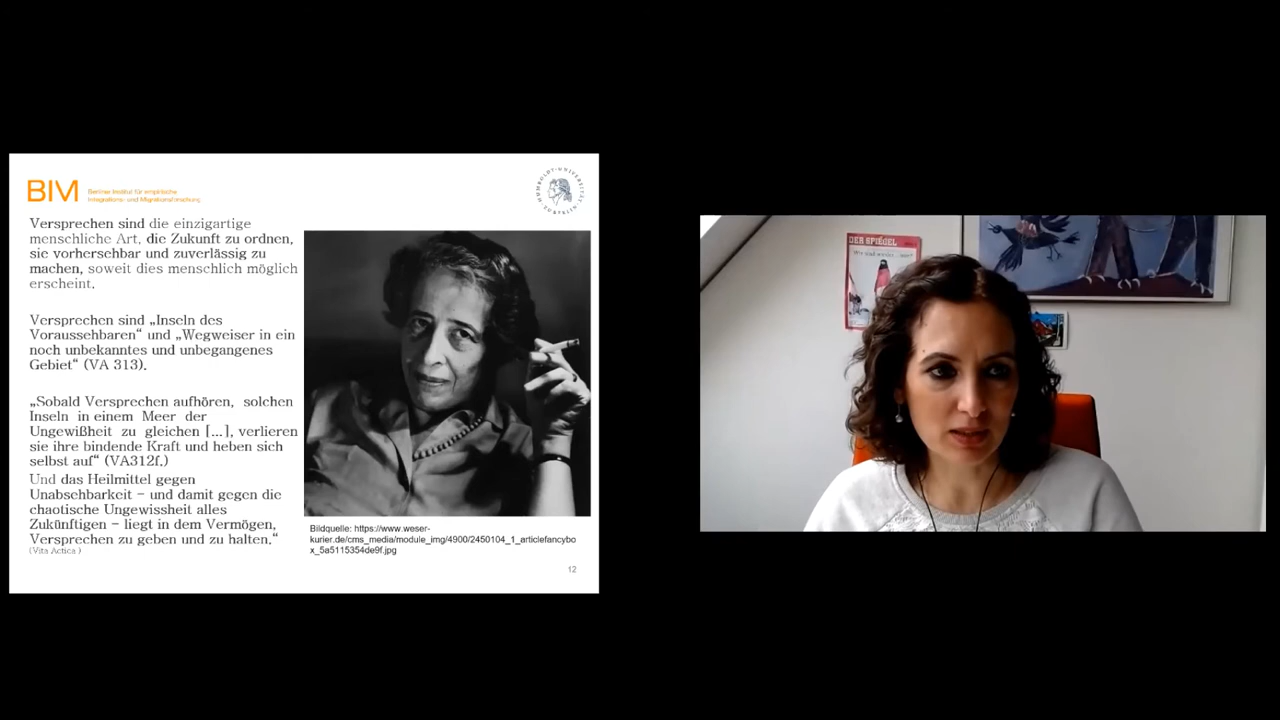 BIM
Berliner Institut für empirische
Integrations- und Migrationsforschung
HUMBOLDT-UNIVERSITÄT
Versprechen sind die einzigartige
menschliche Art, die Zukunft zu ordnen,
sie vorhersehbar und zuverlässig zu
machen, soweit dies menschlich möglich
erscheint.
Versprechen sind „Inseln des
Voraussehbaren“ und „Wegweiser in ein
noch unbekanntes und unbegangenes
Gebiet“ (VA 313).
„Sobald Versprechen aufhören, solchen
Inseln in einem Meer der
Ungewißheit zu gleichen [...], verlieren
sie ihre bindende Kraft und heben sich
selbst auf“ (VA312f.)
Und das Heilmittel gegen
Unabsehbarkeit – und damit gegen die
chaotische Ungewissheit alles
Zukünftigen – liegt in dem Vermögen,
Versprechen zu geben und zu halten.“
(Vita Actica )
Bildquelle: https://www.weser-
kurier.de/cms_media/module_img/4900/2450104_1_articlefancybo
x_5a5115354de9f.jpg
12
DER SPIEGEL